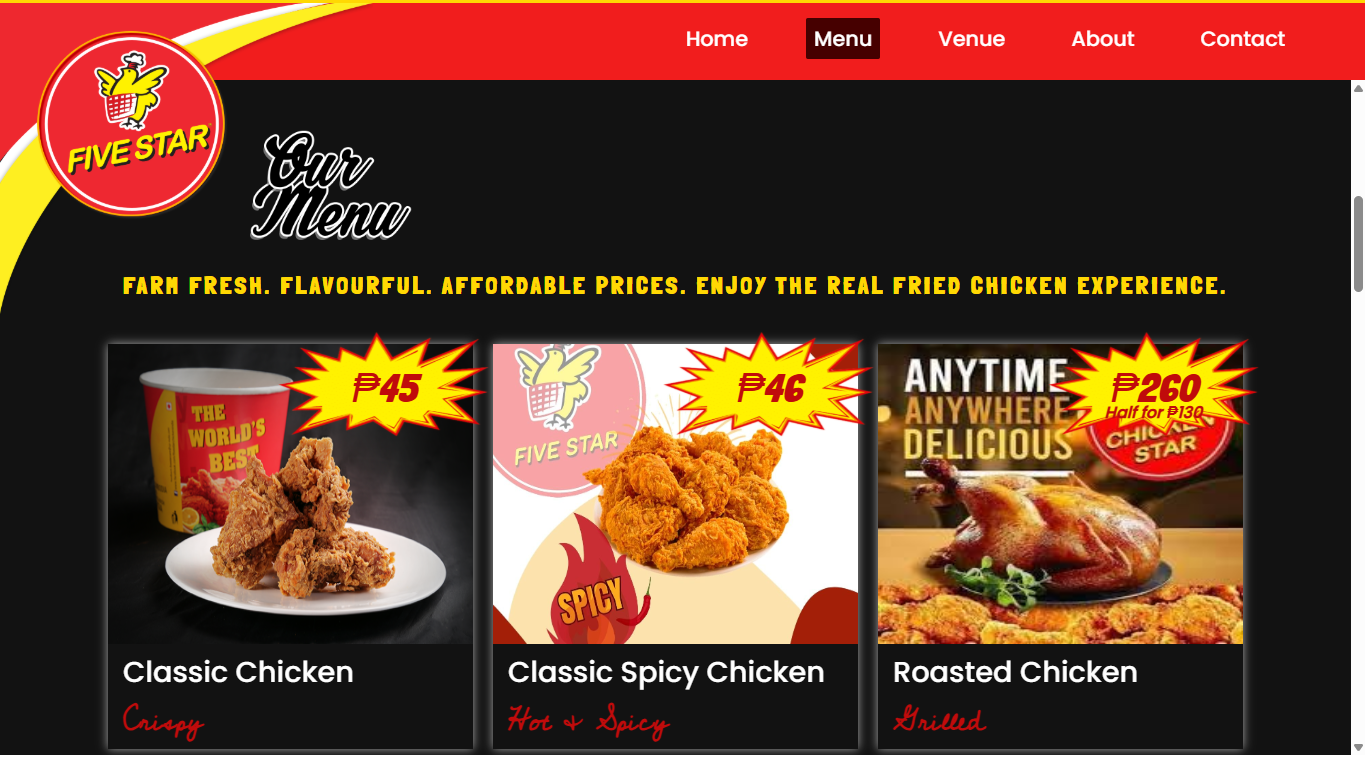 Home
Menu
Venue
About
Contact
FIVE STAR
Our
Menu
FARM FRESH. FLAVOURFUL. AFFORDABLE PRICES. ENJOY THE REAL FRIED CHICKEN EXPERIENCE.
THE
WORLD'S
BEST
₱45
Classic Chicken
Crispy
FIVE STAR
₱46
SPICY
Classic Spicy Chicken
Hot & Spicy
ANYTIME
ANYWHERE
DELICIOUS
₱260
Half for ₱130
CHICKEN
STAR
Roasted Chicken
Grilled